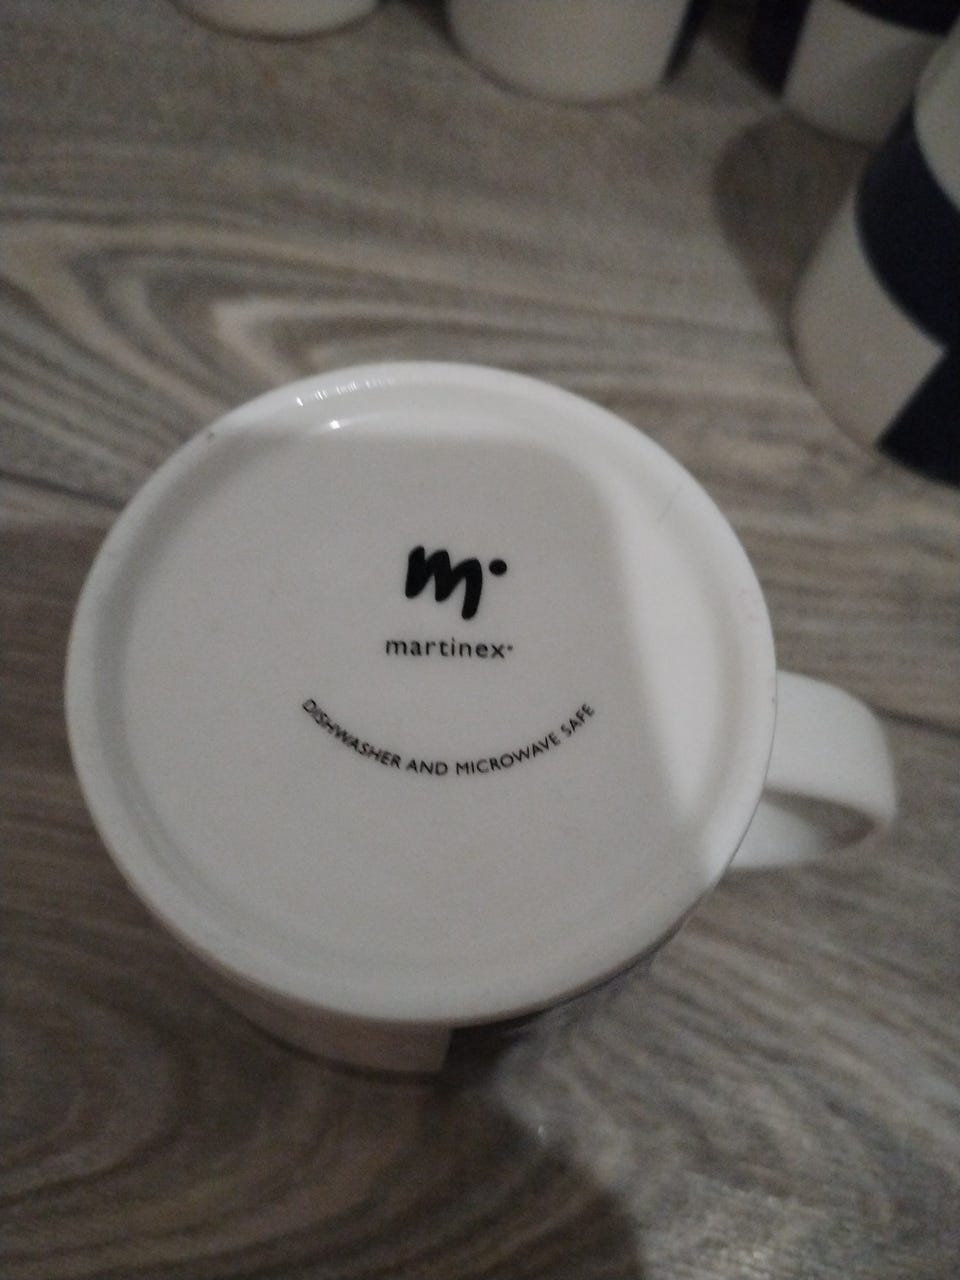 m•
martinex•
DISHWASHER AND MICROWAVE SAFE